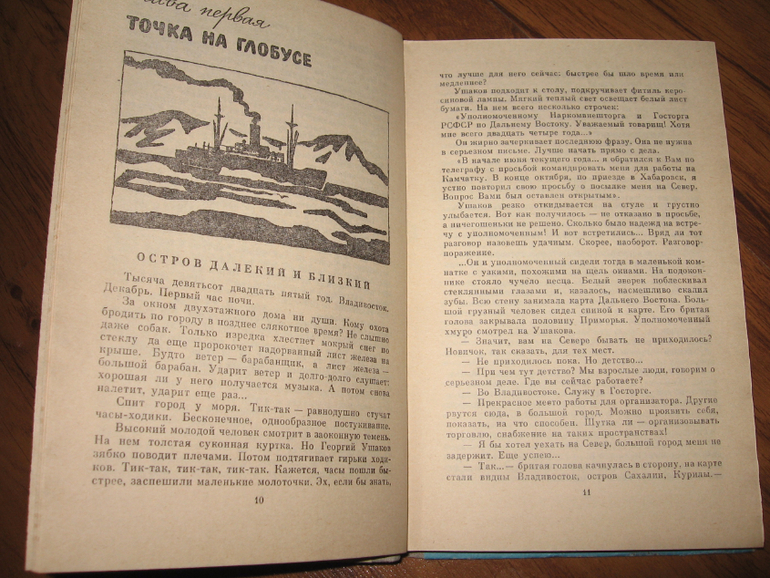 Глава первая
ТОЧКА НА ГЛОБУСЕ
ОСТРОВ ДАЛЕКИЙ И БЛИЗКИЙ
Тысяча девятьсот двадцать пятый год. Владивосток.
Декабрь. Первый час ночи.
За окном двухэтажного дома ни души. Кому охота
бродить по городу в позднее слякотное время? Не слышно
даже собак. Только изредка хлестнет мокрый снег по
стеклу да еще пророкочет надорванный лист железа на
крыше. Будто ветер — барабанщик, а лист железа —
большой барабан. Ударит ветер и долго-долго слушает:
хорошая ли у него получается музыка. А потом снова
налетит, ударит еще раз...
Спит город у моря. Тик-так — равнодушно стучат
часы-ходики. Бесконечное, однообразное постукивание.
Высокий молодой человек смотрит в заоконную темень.
На нем толстая суконная куртка. Но Георгий Ушаков
зябко поводит плечами. Потом подтягивает гирьки ходи-
ков. Тик-так, тик-так, тик-так. Кажется, часы пошли бы-
стрее, заспешили маленькие молоточки. Эх, если бы знать,
10
что лучше для него сейчас: быстрее бы шло время или
медленнее?
Ушаков подходит к столу, подкручивает фитиль керо-
синовой лампы. Мягкий теплый свет освещает белый лист
бумаги. На нем всего несколько строчек:
«Уполномоченному Наркомвнешторга и Госторга
РСФСР по Дальнему Востоку. Уважаемый товарищ! Хотя
мне всего двадцать четыре года...»
Он жирно зачеркивает последнюю фразу. Она не нужна
в серьезном письме. Лучше начать прямо с дела.
«В начале июня текущего года... я обратился к Вам по
телеграфу с просьбой командировать меня для работы на
Камчатку. В конце октября, по приезде в Хабаровск, я
устно повторил свою просьбу о посылке меня на Север.
Вопрос Вами был оставлен открытым».
Ушаков резко откидывается на стуле и грустно
улыбается. Вот как получилось — не отказано в просьбе,
а ничегошеньки не решено. Сколько было надежд на встре-
чу с уполномоченным! И вот встретились... Вряд ли тот
разговор назовешь удачным. Скорее, наоборот. Разговор-
поражение.
...Он и уполномоченный сидели тогда в маленькой ком-
натке с узкими, похожими на щель окнами. На подокон-
нике стояло чучело песца. Белый зверек поблескивал
стеклянными глазами и, казалось, насмешливо скалил
зубы. Всю стену занимала карта Дальнего Востока. Боль-
шой грузный человек сидел спиной к карте. Его бритая
голова закрывала половину Приморья. Уполномоченный
хмуро смотрел на Ушакова.
— Значит, вам на Севере бывать не приходилось?
Новичок, так сказать, для тех мест.
— Не приходилось пока. Но детство...
— При чем тут детство? Мы взрослые люди, говорим о
серьезном деле. Где вы сейчас работаете?
— Во Владивостоке. Служу в Госторге.
— Прекрасное место работы для организатора. Другие
рвутся сюда, в большой город. Можно проявить себя,
показать, на что способен. Шутка ли — организовывать
торговлю, снабжение на таких пространствах!
— Я бы хотел уехать на Север, большой город меня не
задержит. Еще успею...
— Так...— бритая голова качнулась в сторону, на карте
стали видны Владивосток, остров Сахалин, Курилы.—
11